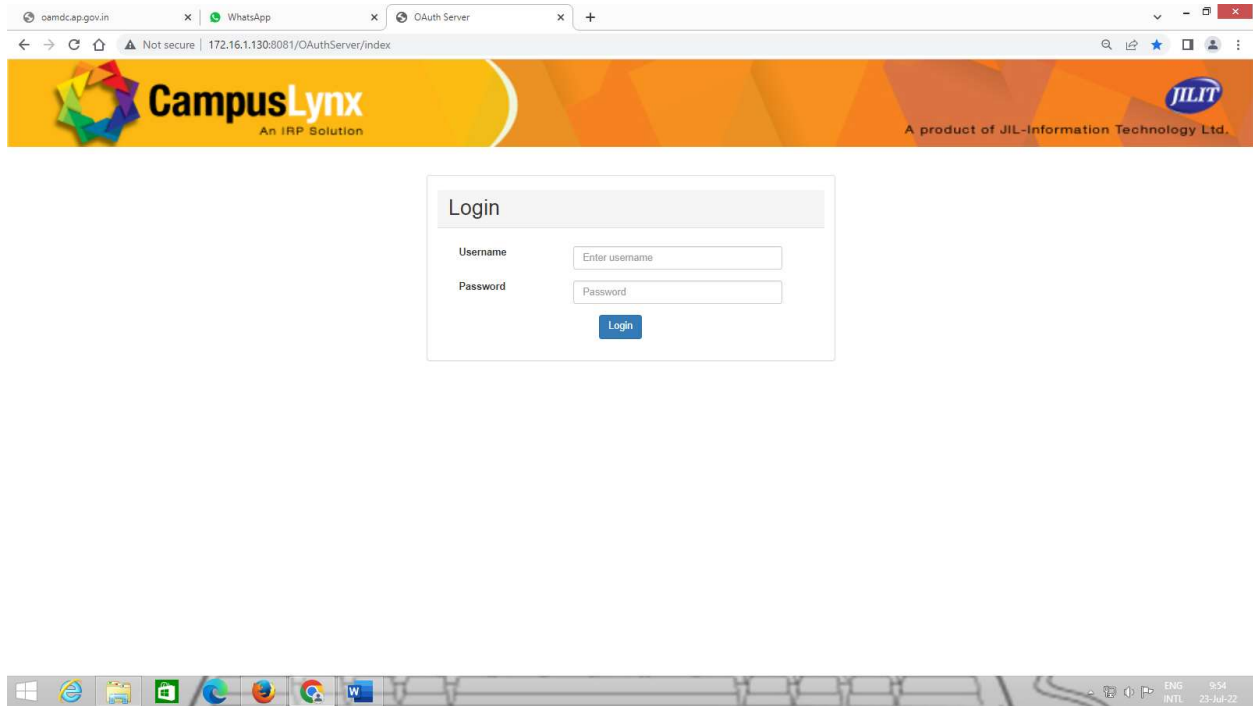 oamdc.ap.gov.in
WhatsApp
OAuth Server
Not secure 172.16.1.130:8081/OAuthServer/index
CampusLynx
An IRP Solution
JILIT
A product of JIL-Information Technology Ltd.
Login
Username
Enter username
Password
Password
Login
ENG
INTL
9:54
23-Jul-22